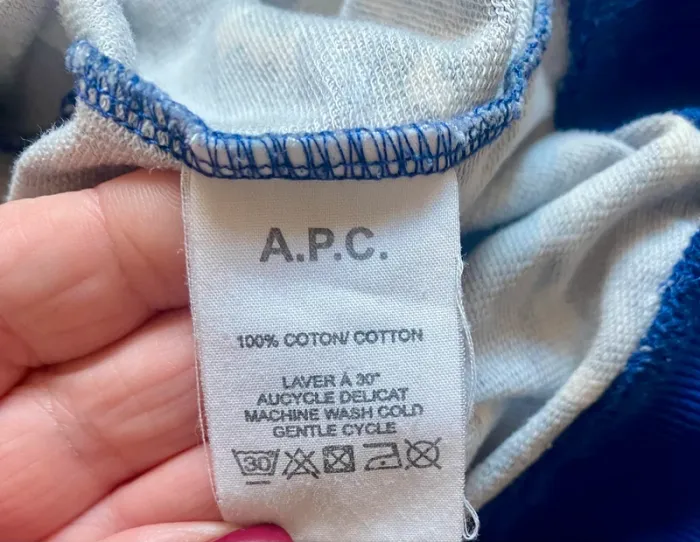 A.P.C.
100% COTON/ COTTON
LAVER À 30°
AUCYCLE DELICAT
MACHINE WASH COLD
GENTLE CYCLE
30